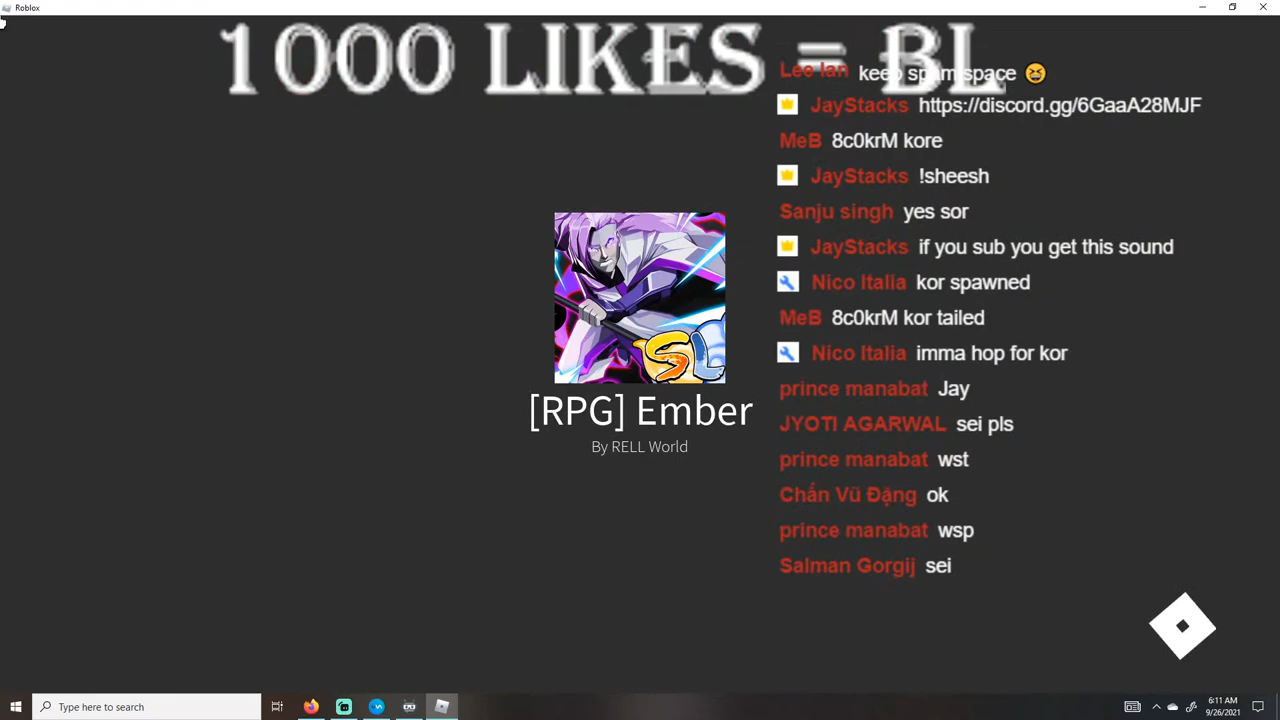 Roblox
1000 LIKES = BL
Lee Ian keep spam space 😆
JayStacks https://discord.gg/6GaaA28MJF
MeB 8c0krM kore
JayStacks !sheesh
Sanju singh yes sor
JayStacks if you sub you get this sound
Nico Italia kor spawned
MeB 8c0krM kor tailed
Nico Italia imma hop for kor
prince manabat Jay
JYOTI AGARWAL sei pls
prince manabat wst
Chấn Vũ Đặng ok
prince manabat wsp
Salman Gorgij sei
SL
[RPG] Ember
By RELL World
Type here to search
6:11 AM
9/26/2021